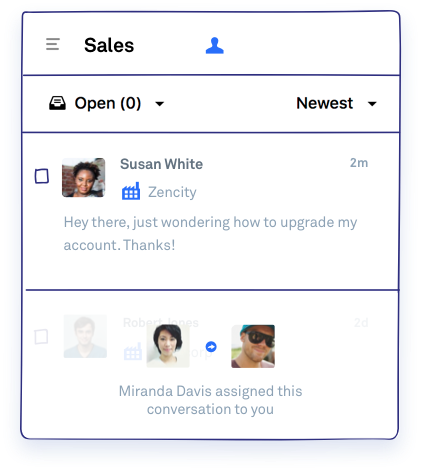 Sales
Open (0)
Newest
Susan White
2m
Zencity
Hey there, just wondering how to upgrade my
account. Thanks!
Robert Jones
2d
Miranda Davis assigned this
conversation to you